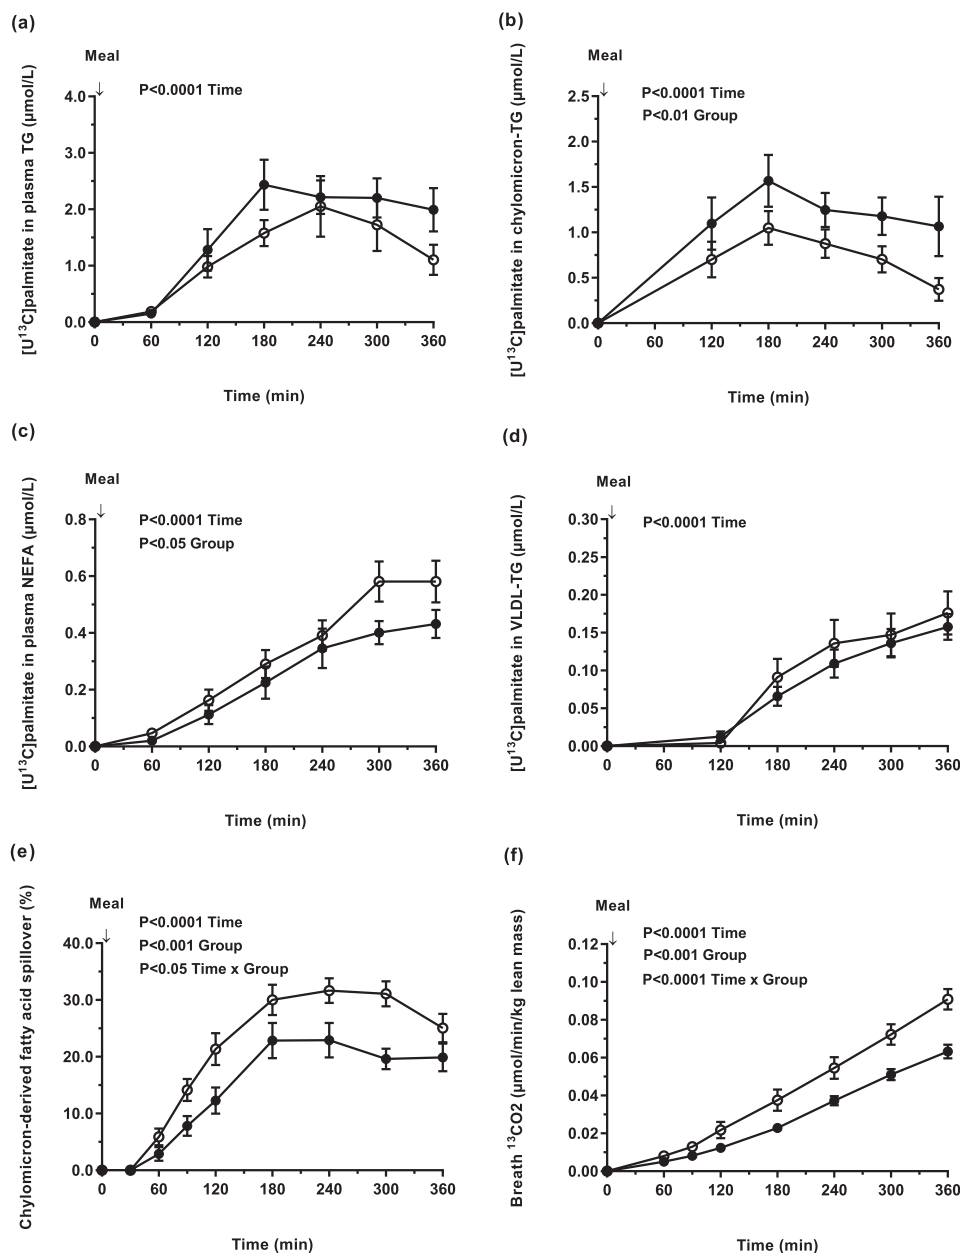 (a)
Meal
↓
P<0.0001 Time
[U¹³C]palmitate in plasma TG (µmol/L)
4.0
3.0
2.0
1.0
0.0
0 60 120 180 240 300 360
Time (min)
(b)
Meal
↓
P<0.0001 Time
P<0.01 Group
[U¹³C]palmitate in chylomicron-TG (µmol/L)
2.5
2.0
1.5
1.0
0.5
0.0
0 60 120 180 240 300 360
Time (min)
(c)
Meal
↓
P<0.0001 Time
P<0.05 Group
[U¹³C]palmitate in plasma NEFA (µmol/L)
0.8
0.6
0.4
0.2
0.0
0 60 120 180 240 300 360
Time (min)
(d)
Meal
↓
P<0.0001 Time
[U¹³C]palmitate in VLDL-TG (µmol/L)
0.30
0.25
0.20
0.15
0.10
0.05
0.00
0 60 120 180 240 300 360
Time (min)
(e)
Meal
↓
P<0.0001 Time
P<0.001 Group
P<0.05 Time x Group
Chylomicron-derived fatty acid spillover (%)
40.0
30.0
20.0
10.0
0.0
0 60 120 180 240 300 360
Time (min)
(f)
Meal
↓
P<0.0001 Time
P<0.001 Group
P<0.0001 Time x Group
Breath ¹³CO2 (µmol/min/kg lean mass)
0.12
0.10
0.08
0.06
0.04
0.02
0.00
0 60 120 180 240 300 360
Time (min)